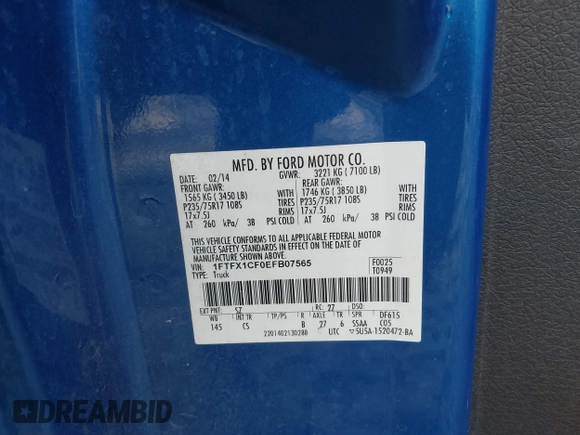 MFD. BY FORD MOTOR CO.
DATE: 02/14 GVWR: 3221 KG ( 7100 LB)
FRONT GAWR: REAR GAWR:
1565 KG ( 3450 LB) WITH 1746 KG ( 3850 LB) WITH
P235/75R17 108S TIRES P235/75R17 108S TIRES
17x7.5J RIMS 17x7.5J RIMS
AT 260 kPa/ 38 PSI COLD AT 260 kPa/ 38 PSI COLD
THIS VEHICLE CONFORMS TO ALL APPLICABLE FEDERAL MOTOR
VEHICLE SAFETY STANDARDS IN EFFECT ON THE DATE OF
MANUFACTURE SHOWN ABOVE.
VIN: 1FTFX1CF0EFB07565 F0025
TYPE: Truck T0949
EXT PNT: SZ RC: 27 DSO:
WB INT TR TP/PS R AXLE TR SPR DF615
145 CS B 27 6 SSAA C05
2201402130288 UTC 5U5A-1520472-BA
DREAMBID